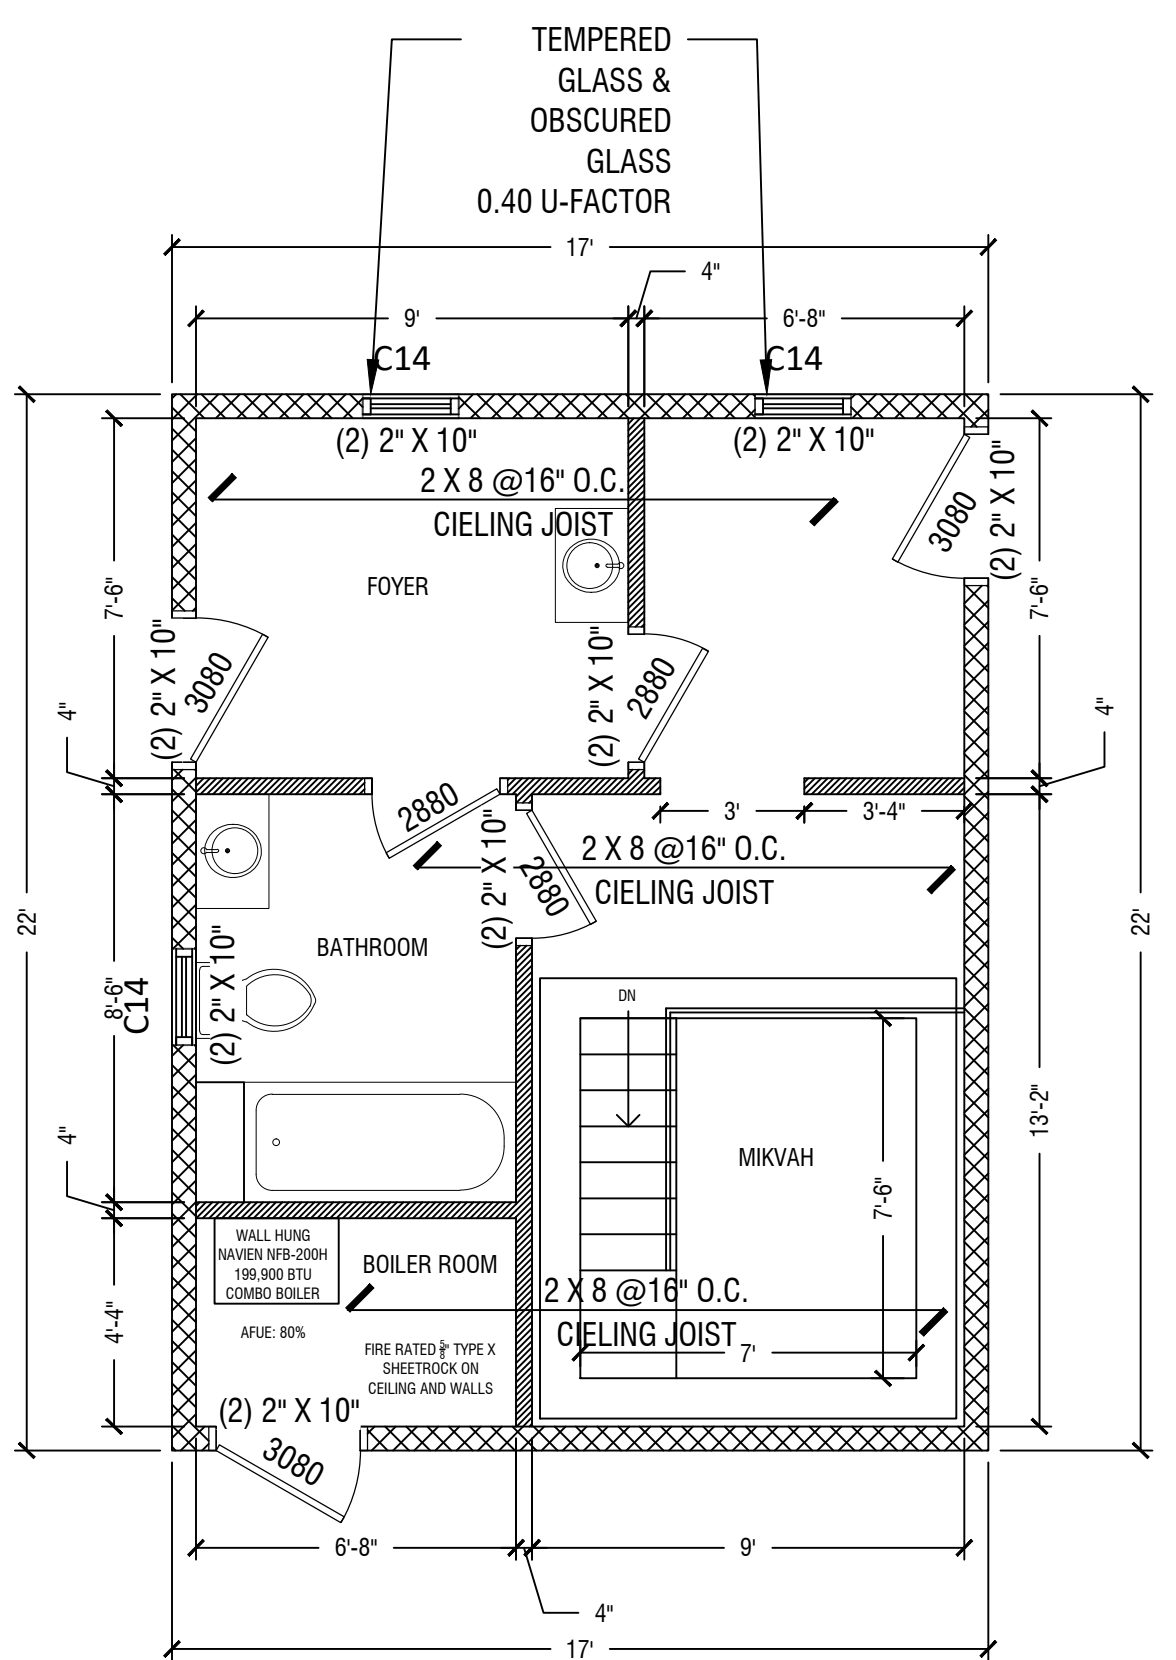 TEMPERED
GLASS &
OBSCURED
GLASS
0.40 U-FACTOR
17'
4"
9'
6'-8"
C14
C14
(2) 2" X 10"
(2) 2" X 10"
2 X 8 @16" O.C.
CIELING JOIST
3080
(2) 2" X 10"
FOYER
7'-6"
7'-6"
(2) 2" X 10"
3080
(2) 2" X 10"
2880
4"
4"
2880
3'
3'-4"
(2) 2" X 10"
2880
2 X 8 @16" O.C.
CIELING JOIST
22'
22'
BATHROOM
8'-6"
C14
(2) 2" X 10"
DN
13'-2"
4"
MIKVAH
7'-6"
WALL HUNG
NAVIEN NFB-200H
199,900 BTU
COMBO BOILER
BOILER ROOM
2 X 8 @16" O.C.
CIELING JOIST
4'-4"
AFUE: 80%
7'
FIRE RATED 5/8" TYPE X
SHEETROCK ON
CEILING AND WALLS
(2) 2" X 10"
3080
6'-8"
9'
4"
17'